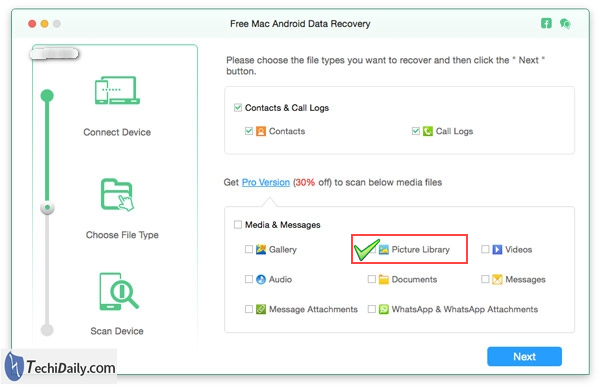 Free Mac Android Data Recovery
Please choose the file types you want to recover and then click the " Next "
button.
Connect Device
Choose File Type
Scan Device
Contacts & Call Logs
Contacts
Call Logs
Get Pro Version (30% off) to scan below media files
Media & Messages
Gallery
Picture Library
Videos
Audio
Documents
Messages
Message Attachments
WhatsApp & WhatsApp Attachments
Next
TechiDaily.com